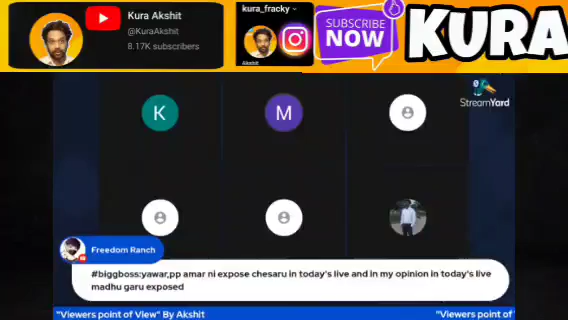 Kura Akshit
@KuraAkshit
8.17K subscribers
kura_fracky
Akshit
SUBSCRIBE
NOW
KURA
StreamYard
K
M
Freedom Ranch
#biggboss:yawar,pp amar ni expose chesaru in today's live and in my opinion in today's live
madhu garu exposed
"Viewers point of View" By Akshit
"Viewers point of